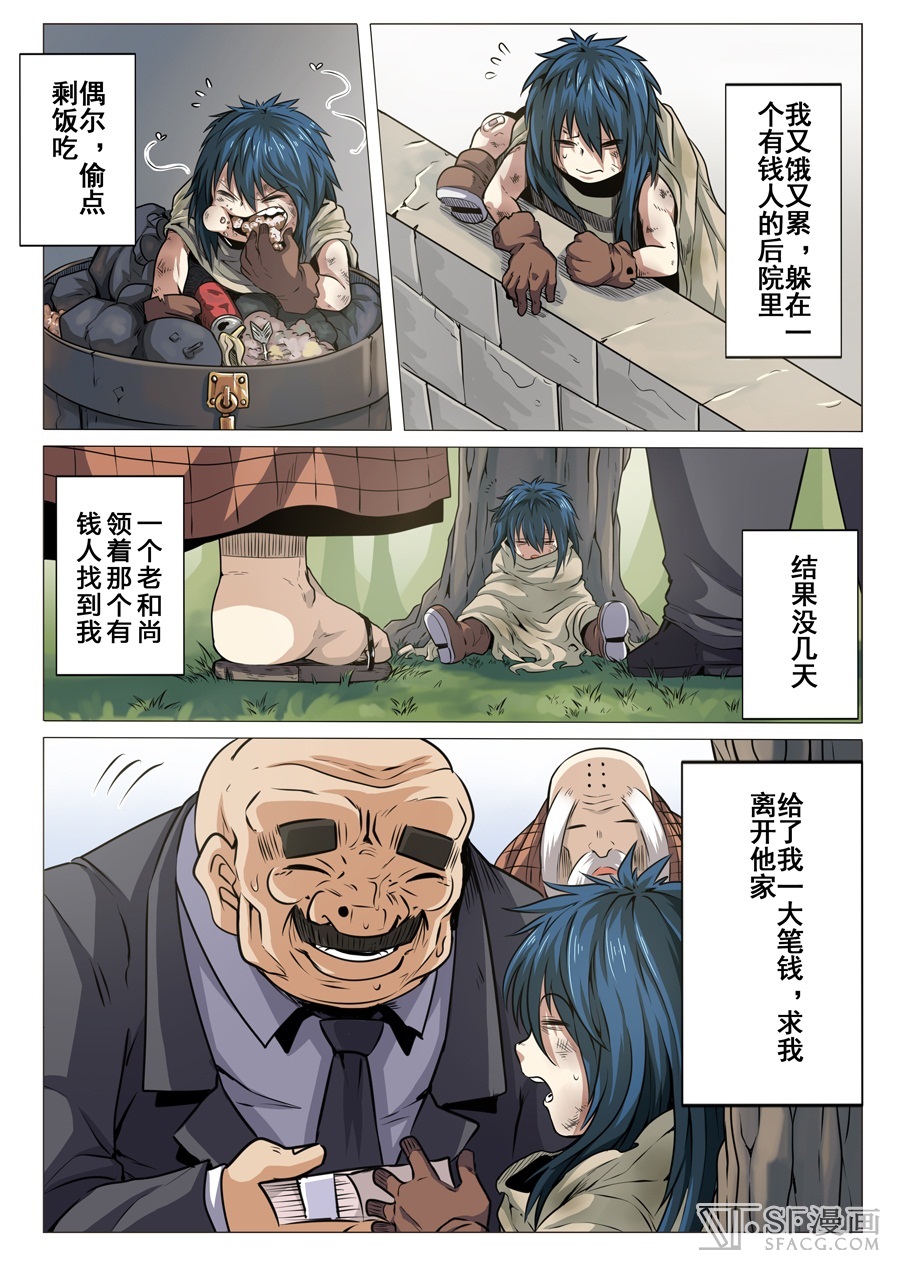 我又饿又累，躲在一
个有钱人的后院里
偶尔，偷点
剩饭吃
结果没几天
一个老和尚
领着那个有
钱人找到我
给了我一大笔钱，求我
离开他家
SF漫画
SFACG.COM